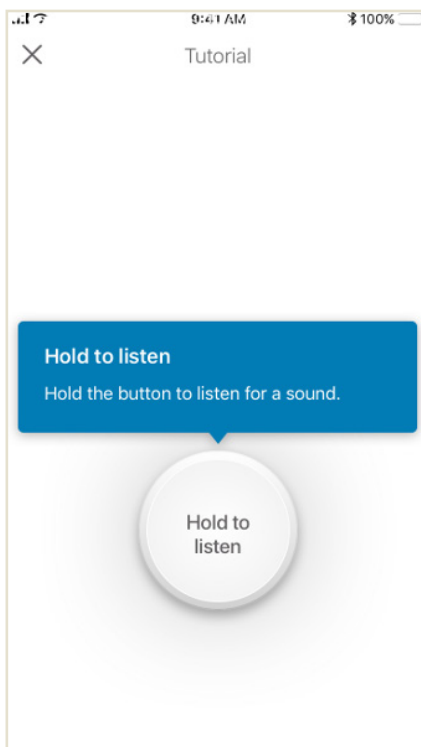 9:41 AM
100%
Tutorial
Hold to listen
Hold the button to listen for a sound.
Hold to
listen